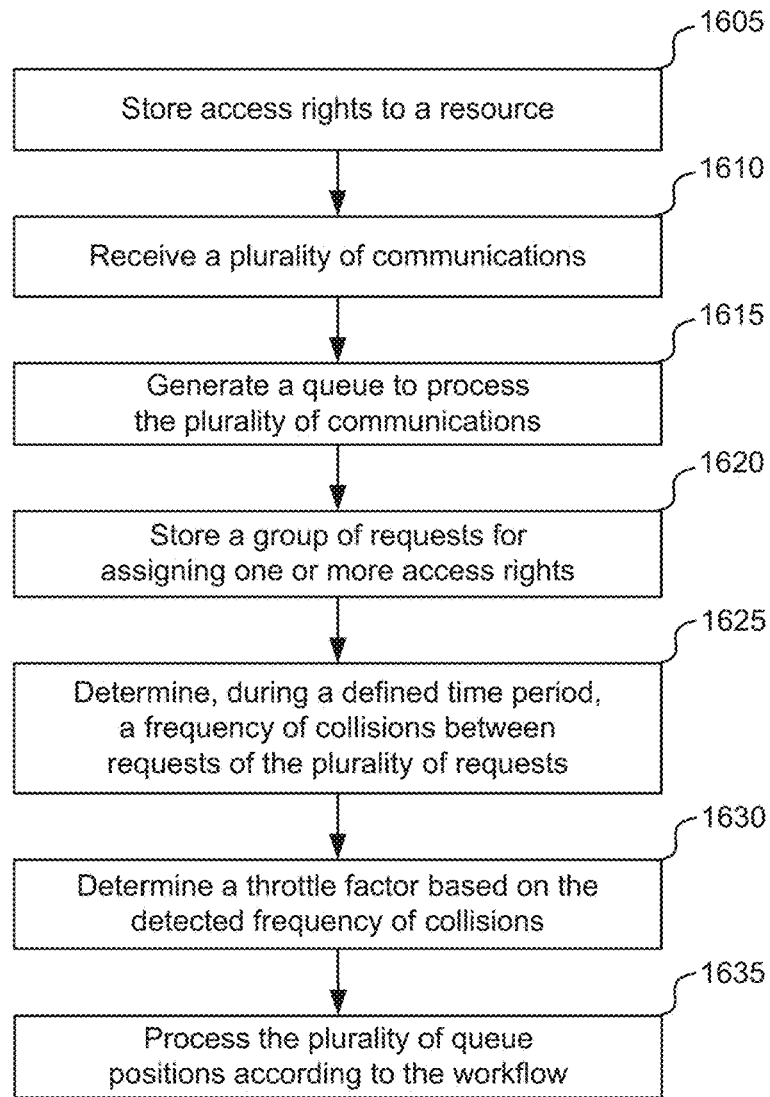 1605
Store access rights to a resource
1610
Receive a plurality of communications
1615
Generate a queue to process
the plurality of communications
1620
Store a group of requests for
assigning one or more access rights
1625
Determine, during a defined time period,
a frequency of collisions between
requests of the plurality of requests
1630
Determine a throttle factor based on the
detected frequency of collisions
1635
Process the plurality of queue
positions according to the workflow